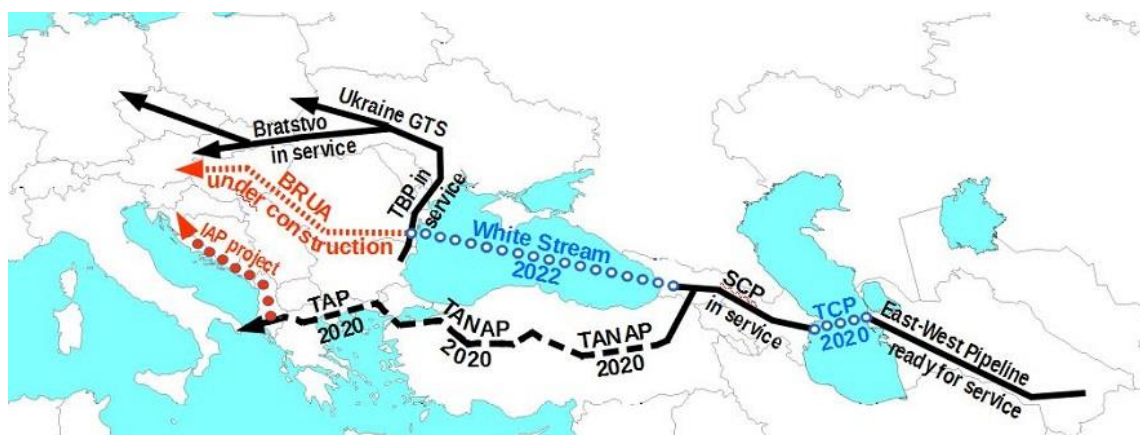 Ukraine GTS
Bratstvo
in service
TBP in
service
BRUA
under construction
IAP project
White Stream
2022
SCP
in service
TCP
2020
East-West Pipeline
ready for service
TAP
2020
TANAP
2020
TANAP
2020